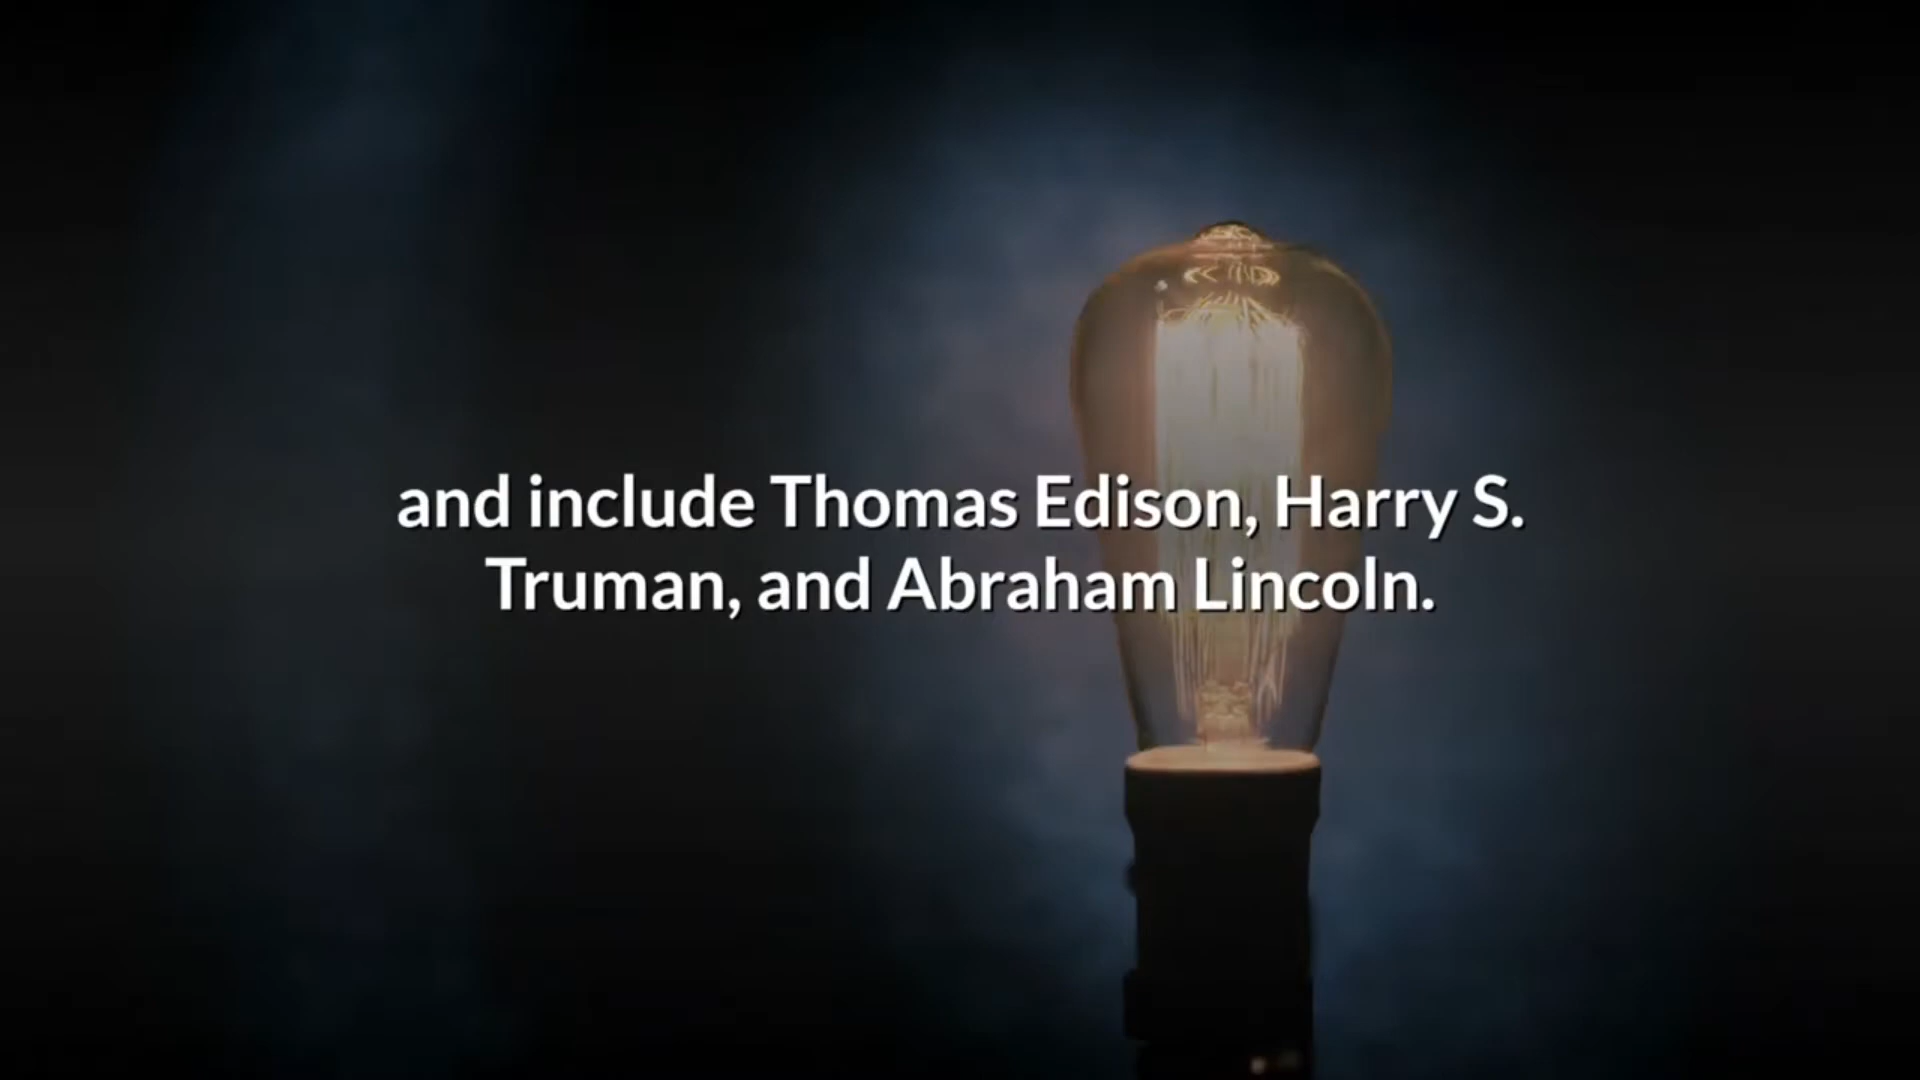 and include Thomas Edison, Harry S.
Truman, and Abraham Lincoln.